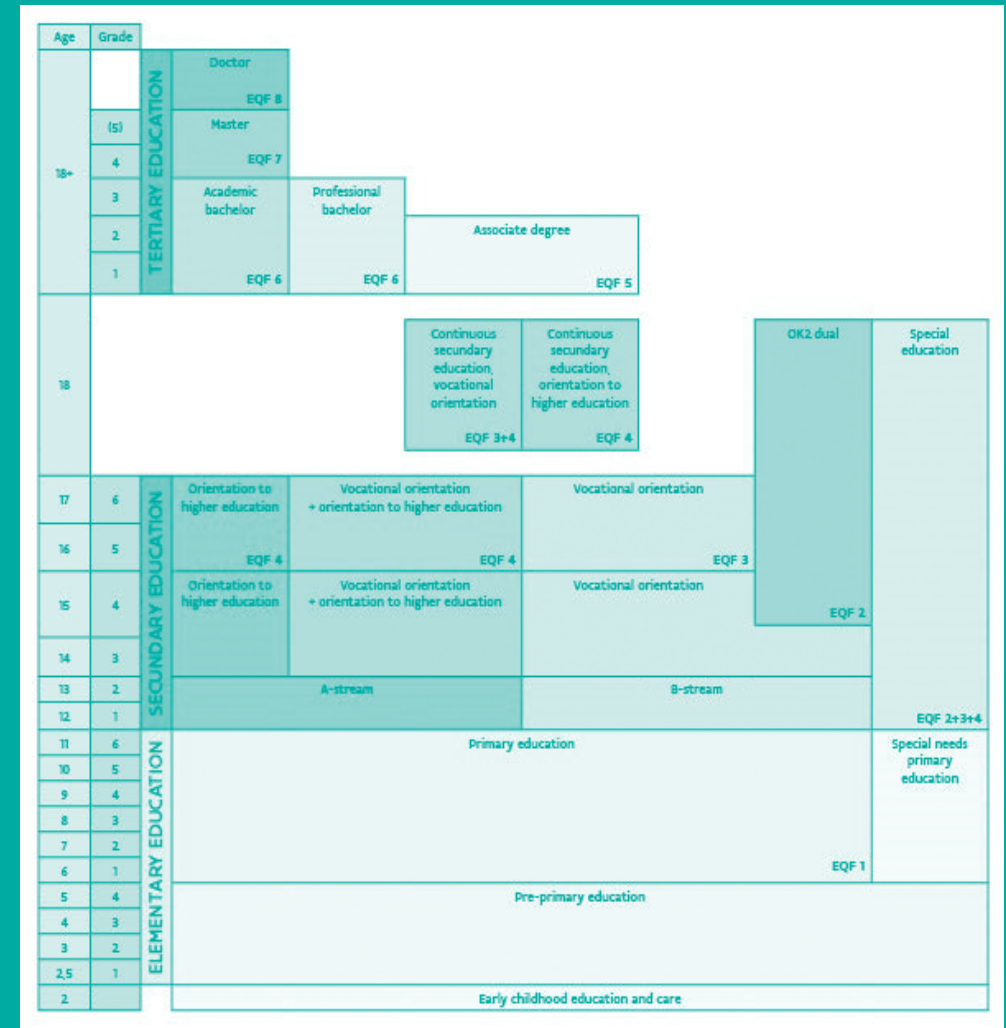 Age
Grade
Doctor
EQF 8
TERTIARY EDUCATION
18+
(5)
Master
4
EQF 7
3
Academic
bachelor
Professional
bachelor
2
Associate degree
1
EQF 6
EQF 6
EQF 5
18
Continuous
secundary
education,
vocational
orientation
EQF 3+4
Continuous
secundary
education,
orientation to
higher education
EQF 4
OK2 dual
EQF 2
Special
education
EQF 2+3+4
SECUNDARY EDUCATION
17
6
Orientation to
higher education
Vocational orientation
+ orientation to higher education
Vocational orientation
16
5
EQF 4
EQF 4
EQF 3
15
4
Orientation to
higher education
Vocational orientation
+ orientation to higher education
Vocational orientation
14
3
13
2
A-stream
B-stream
12
1
ELEMENTARY EDUCATION
11
6
Primary education
Special needs
primary
education
10
5
9
4
8
3
7
2
6
1
EQF 1
5
4
Pre-primary education
4
3
3
2
2,5
1
2
Early childhood education and care